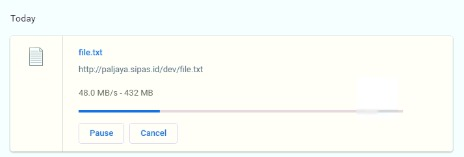 Today
file.txt
http://paljaya.sipas.id/dev/file.txt
48.0 MB/s - 432 MB
Pause
Cancel